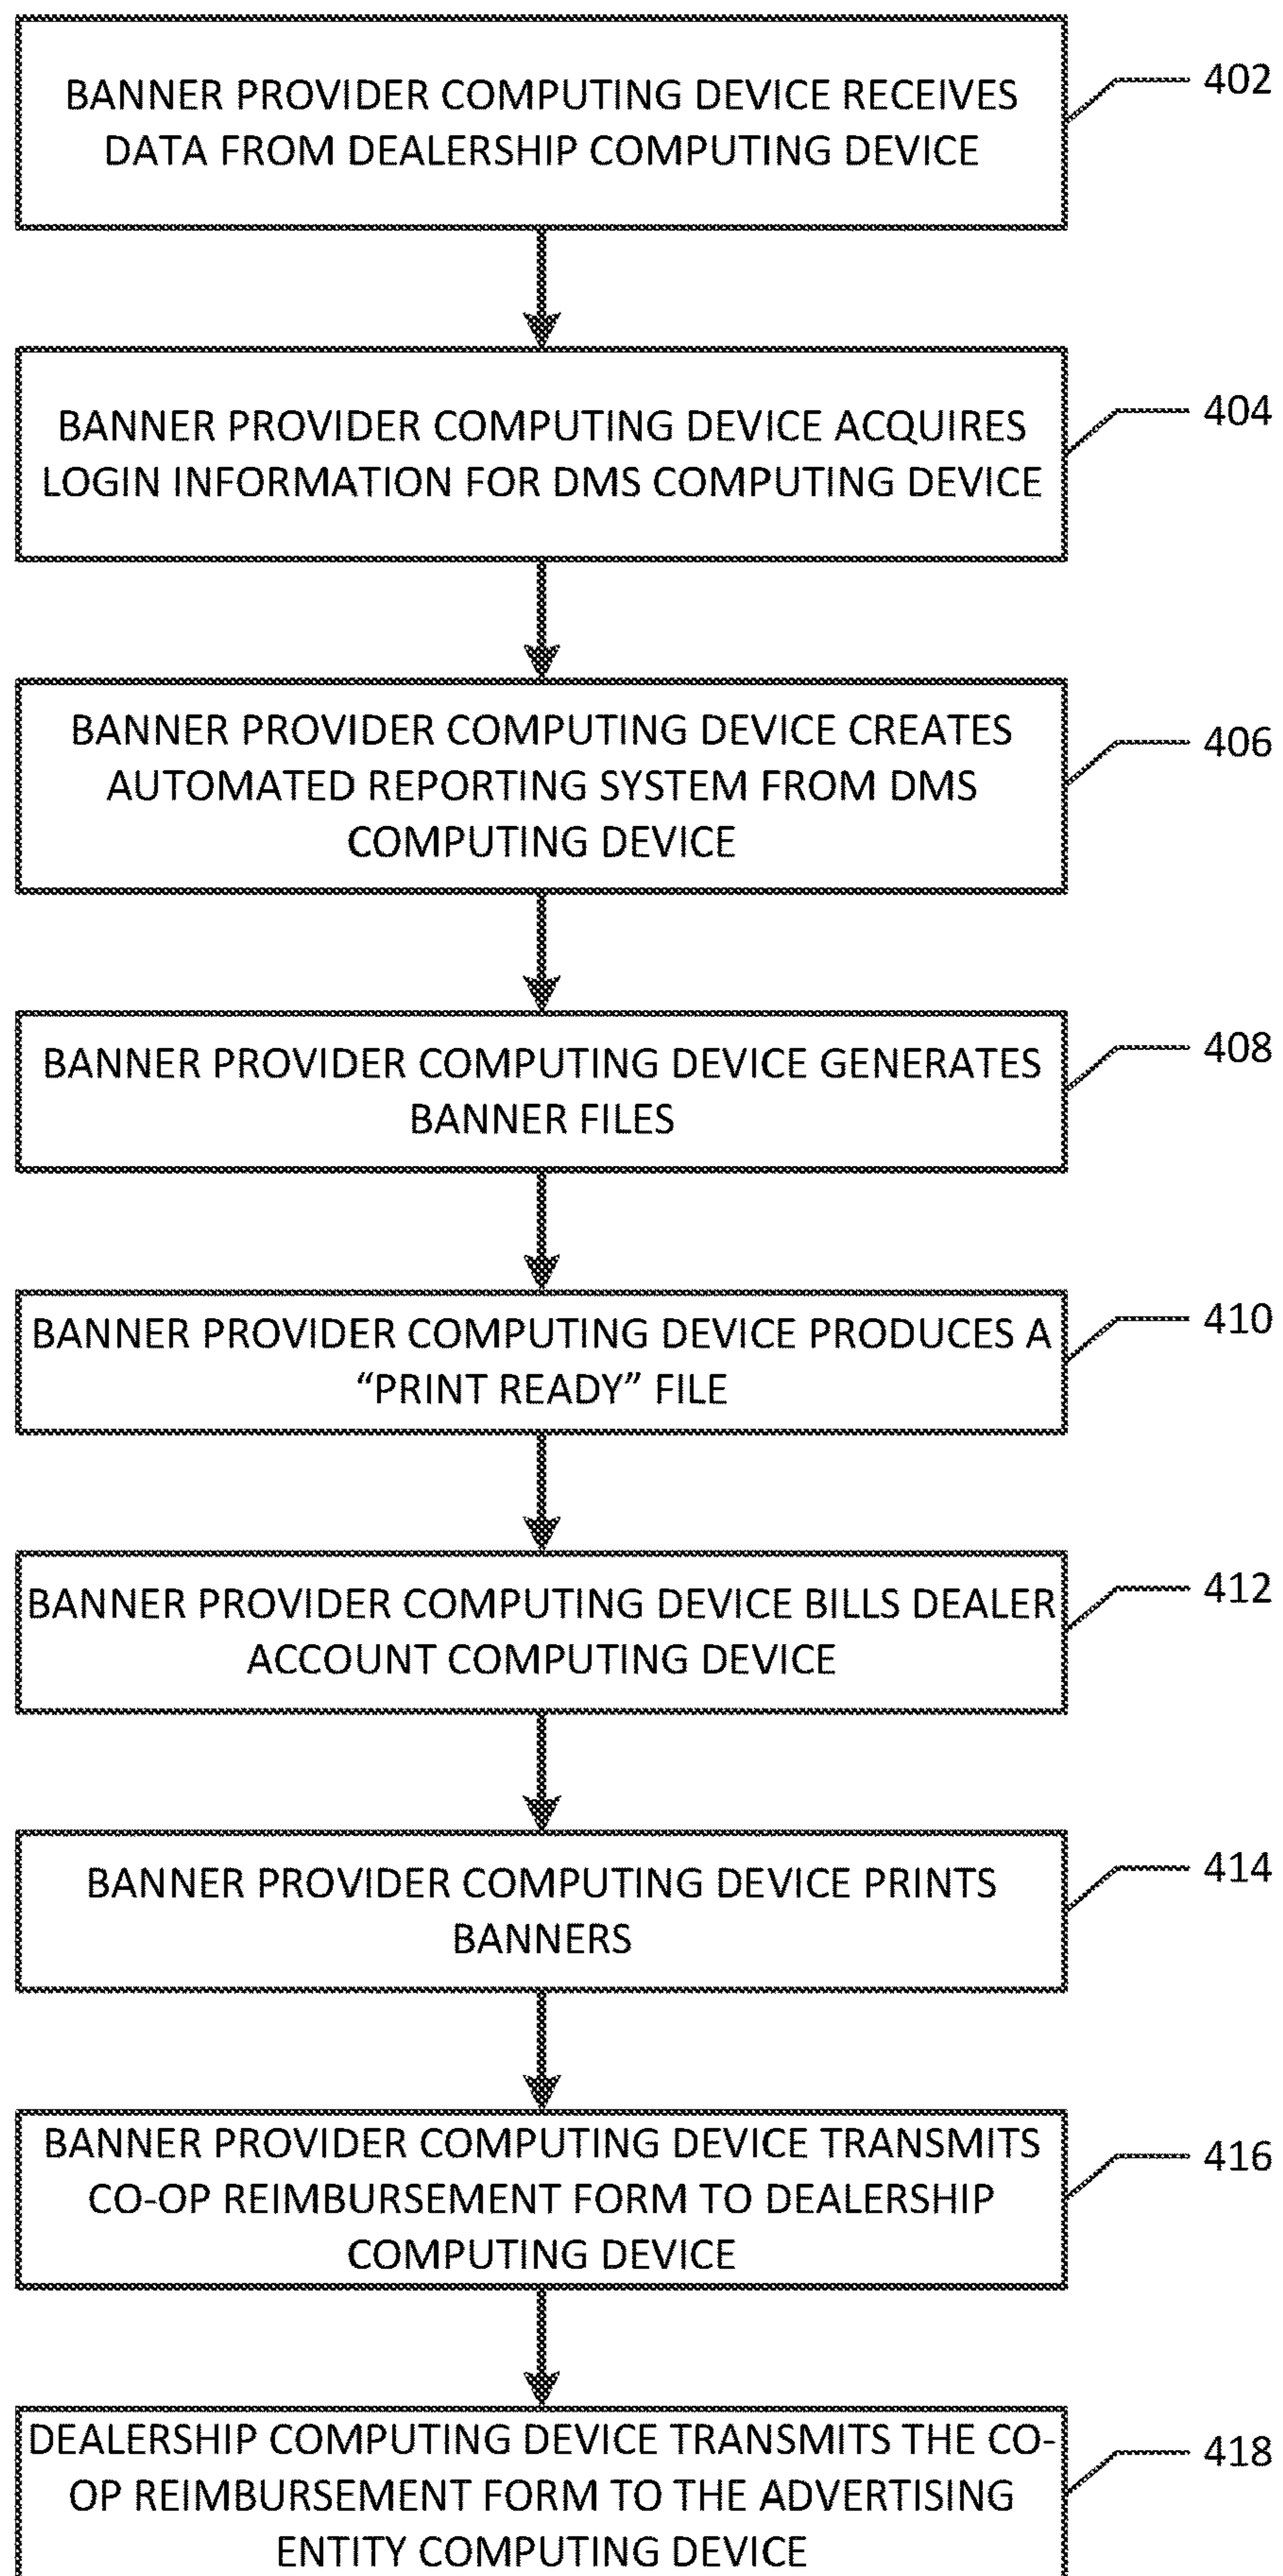 BANNER PROVIDER COMPUTING DEVICE RECEIVES
DATA FROM DEALERSHIP COMPUTING DEVICE
402
BANNER PROVIDER COMPUTING DEVICE ACQUIRES
LOGIN INFORMATION FOR DMS COMPUTING DEVICE
404
BANNER PROVIDER COMPUTING DEVICE CREATES
AUTOMATED REPORTING SYSTEM FROM DMS
COMPUTING DEVICE
406
BANNER PROVIDER COMPUTING DEVICE GENERATES
BANNER FILES
408
BANNER PROVIDER COMPUTING DEVICE PRODUCES A
“PRINT READY” FILE
410
BANNER PROVIDER COMPUTING DEVICE BILLS DEALER
ACCOUNT COMPUTING DEVICE
412
BANNER PROVIDER COMPUTING DEVICE PRINTS
BANNERS
414
BANNER PROVIDER COMPUTING DEVICE TRANSMITS
CO-OP REIMBURSEMENT FORM TO DEALERSHIP
COMPUTING DEVICE
416
DEALERSHIP COMPUTING DEVICE TRANSMITS THE CO-
OP REIMBURSEMENT FORM TO THE ADVERTISING
ENTITY COMPUTING DEVICE
418